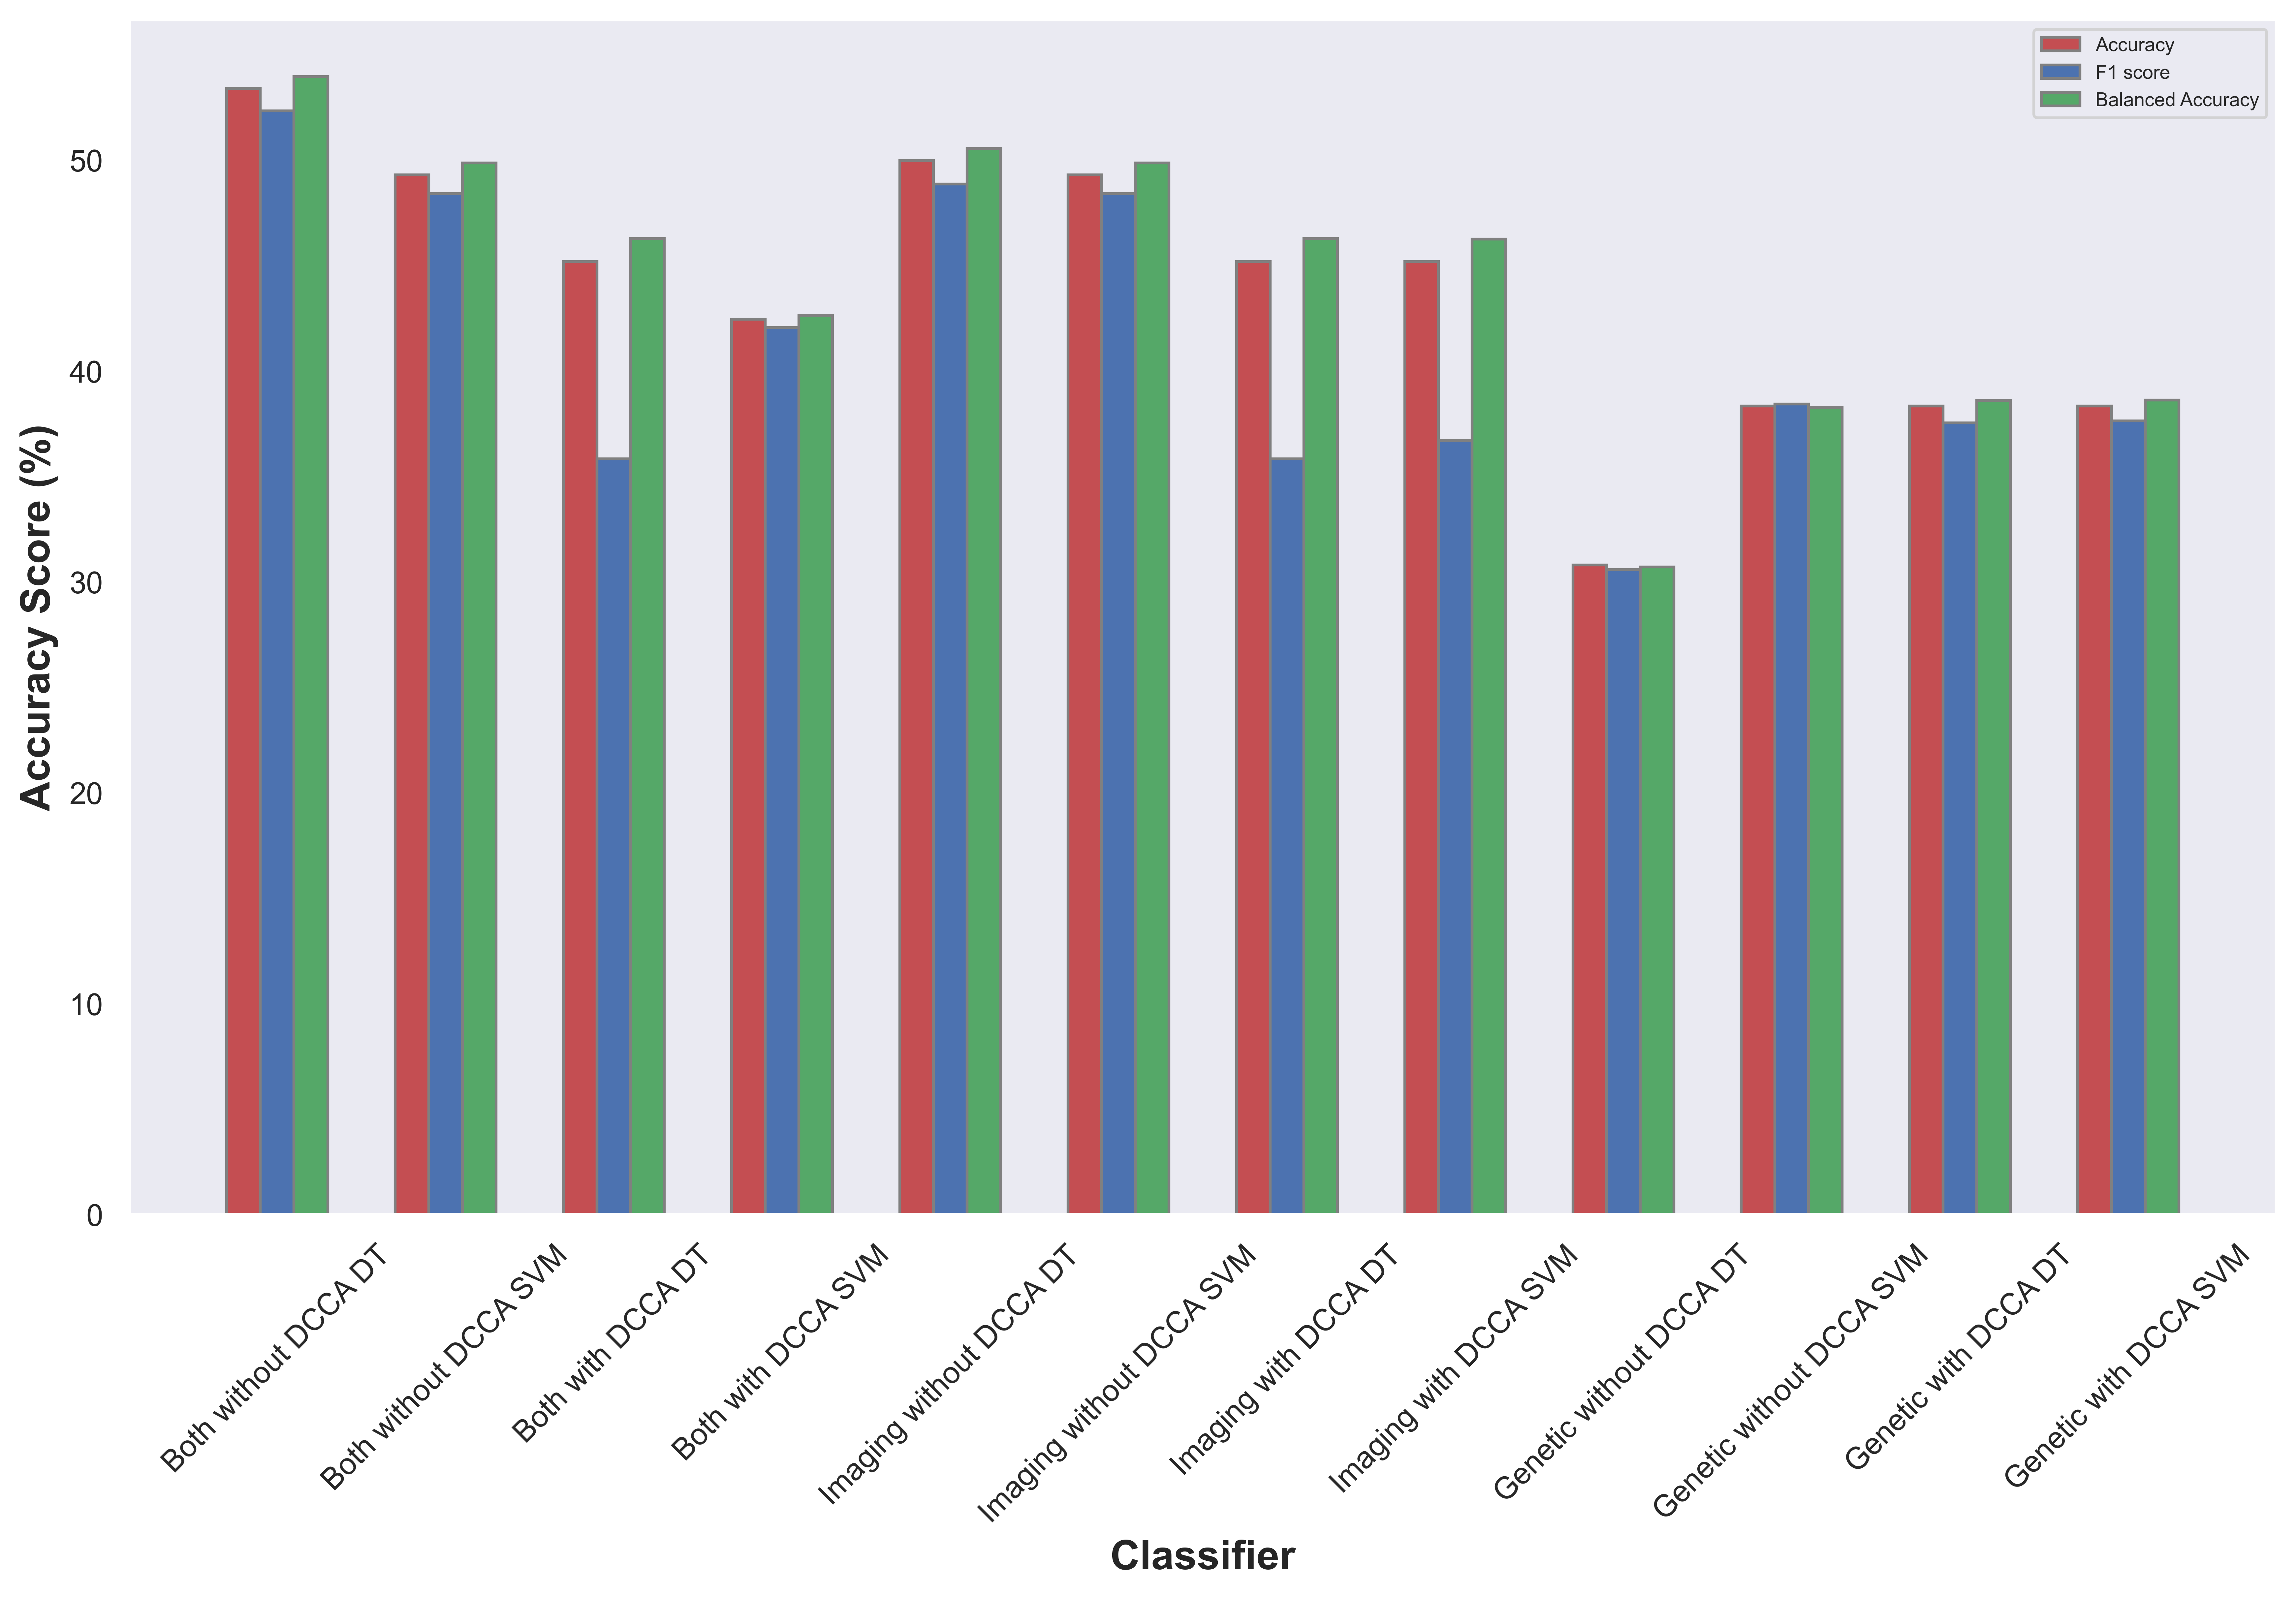 Accuracy
F1 score
Balanced Accuracy
Accuracy Score (%)
50
40
30
20
10
0
Both without DCCA DT
Both without DCCA SVM
Both with DCCA DT
Both with DCCA SVM
Imaging without DCCA DT
Imaging without DCCA SVM
Imaging with DCCA DT
Imaging with DCCA SVM
Genetic without DCCA DT
Genetic without DCCA SVM
Genetic with DCCA DT
Genetic with DCCA SVM
Classifier